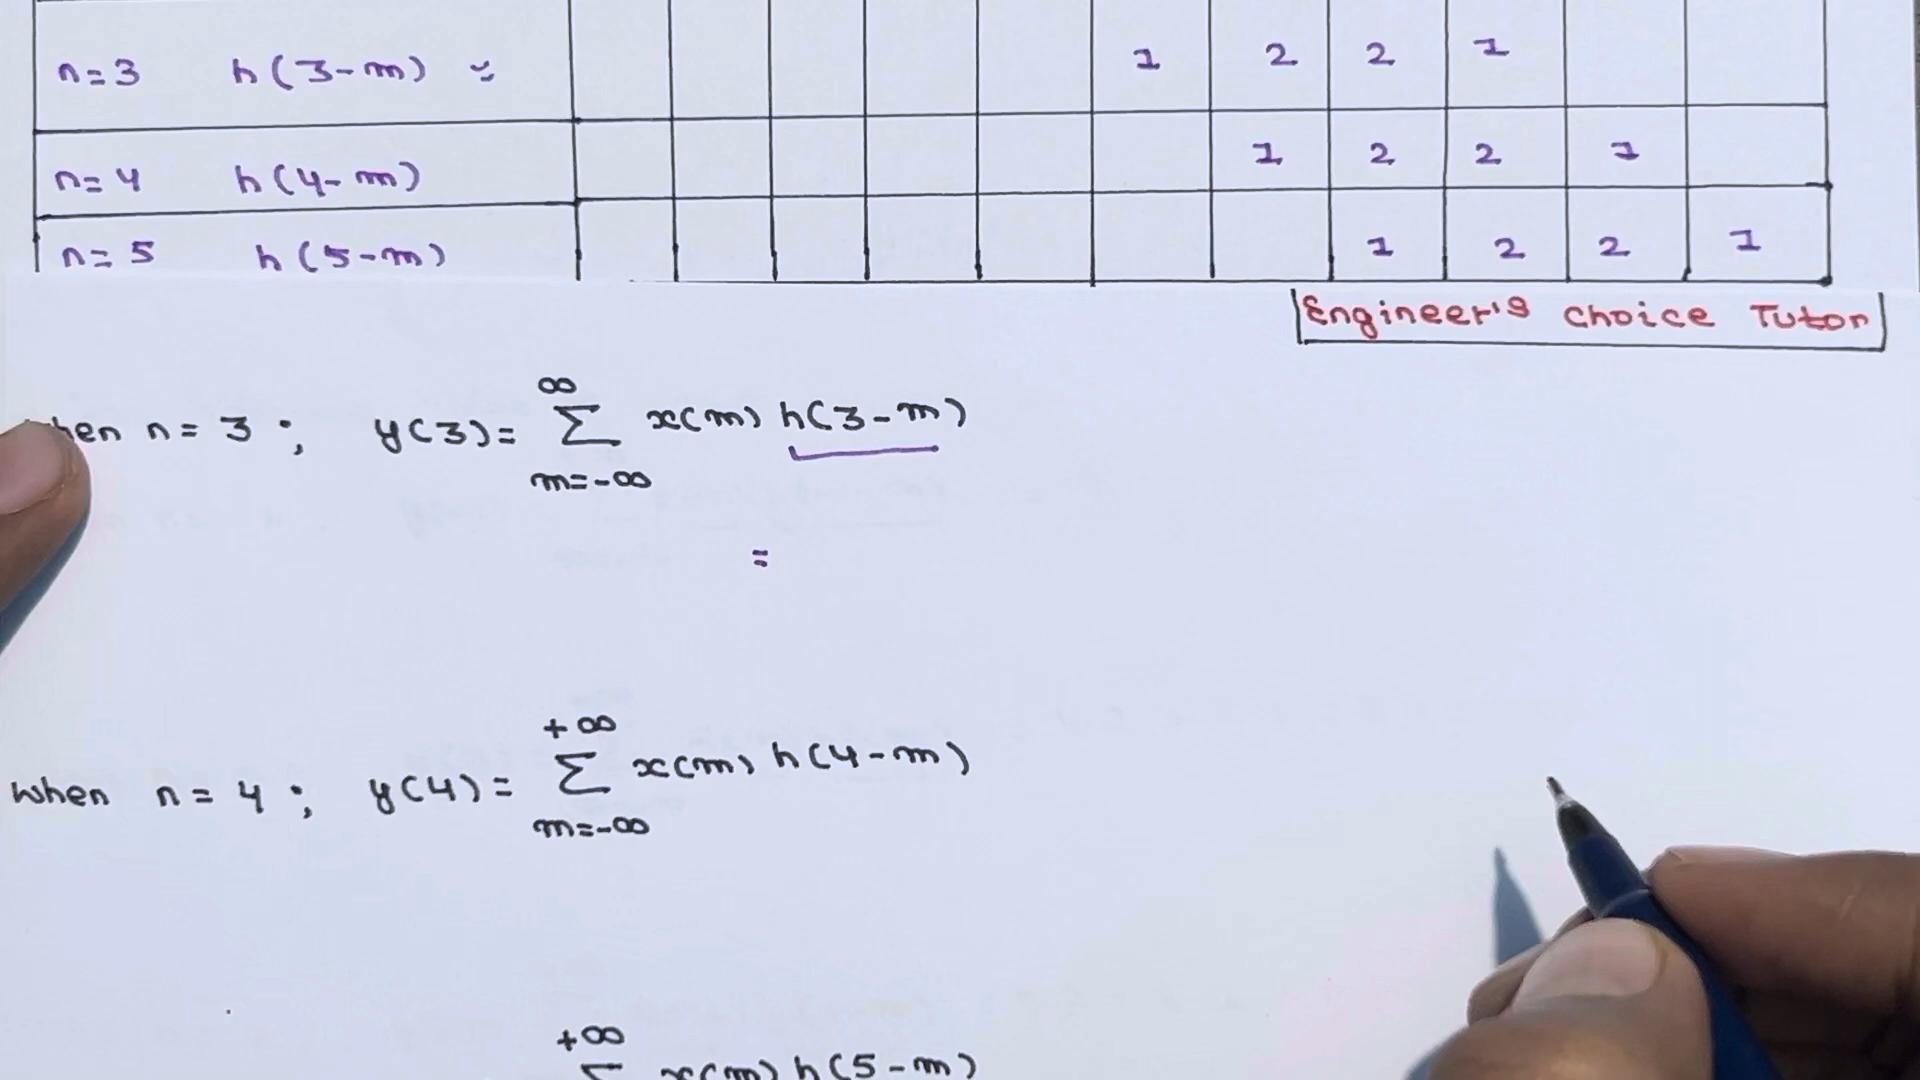 n=3 h(3-m) = 1 2 2 1
n=4 h(4-m) 1 2 2 1
n=5 h(5-m) 1 2 2 1
Engineer's choice Tutor
hen n = 3 ; y(3) = ∞ Σ m=-∞ x(m) h(3-m)
=
When n = 4 ; y(4) = +∞ Σ m=-∞ x(m) h(4-m)
+∞ Σ x(m) h(5-m)